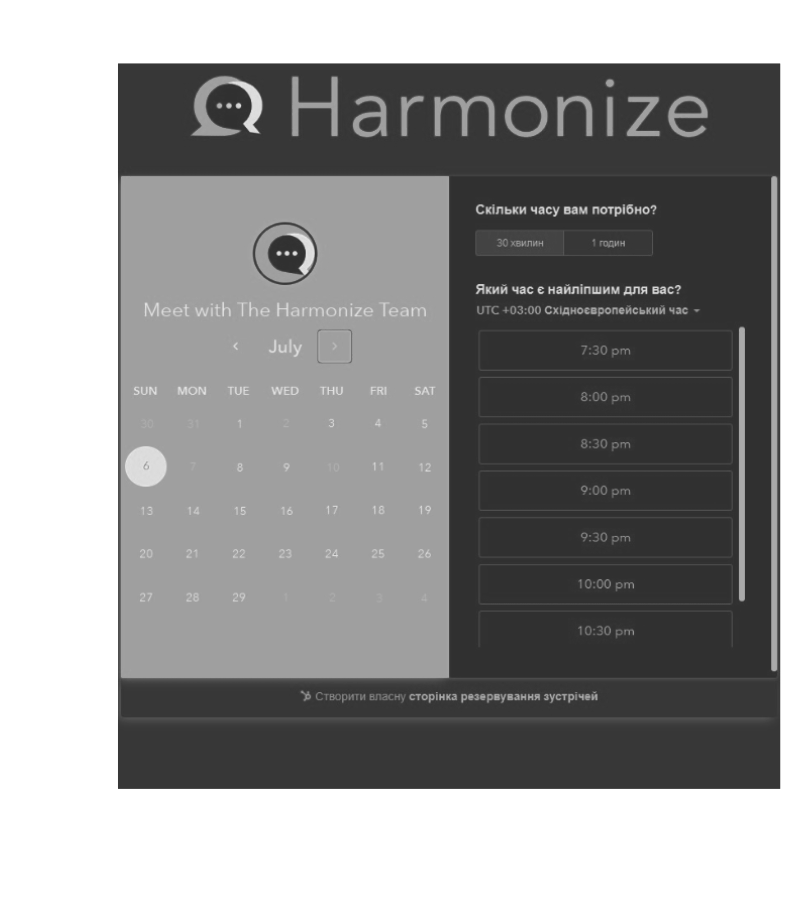 Harmonize
Meet with The Harmonize Team
‹ July ›
SUN MON TUE WED THU FRI SAT
30 31 1 2 3 4 5
6 7 8 9 10 11 12
13 14 15 16 17 18 19
20 21 22 23 24 25 26
27 28 29 1 2 3 4
Скільки часу вам потрібно?
30 хвилин 1 годин
Який час є найліпшим для вас?
UTC +03:00 Східноєвропейський час
7:30 pm
8:00 pm
8:30 pm
9:00 pm
9:30 pm
10:00 pm
10:30 pm
Створити власну сторінка резервування зустрічей